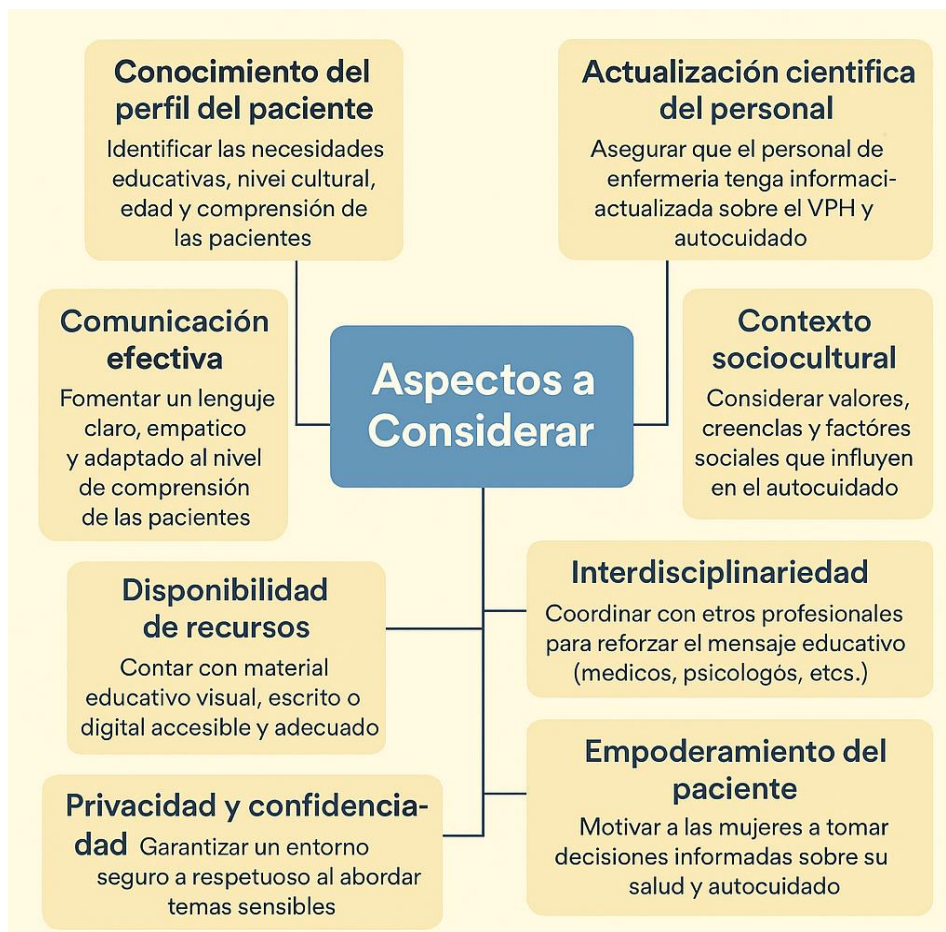 Conocimiento del
perfil del paciente
Identificar las necesidades
educativas, nivei cultural,
edad y comprensión de
las pacientes
Actualización cientifica
del personal
Asegurar que el personal de
enfermeria tenga informaci-
actualizada sobre el VPH y
autocuidado
Comunicación
efectiva
Fomentar un lenguje
claro, empatico
y adaptado al nivel
de comprensión
de las pacientes
Aspectos a
Considerar
Contexto
sociocultural
Considerar valores,
creenclas y factóres
sociales que influyen
en el autocuidado
Disponibilidad
de recursos
Contar con material
educativo visual, escrito o
digital accesible y adecuado
Interdisciplinariedad
Coordinar con etros profesionales
para reforzar el mensaje educativo
(medicos, psicologós, etcs.)
Privacidad y confidencia-
dad Garantizar un entorno
seguro a respetuoso al abordar
temas sensibles
Empoderamiento del
paciente
Motivar a las mujeres a tomar
decisiones informadas sobre su
salud y autocuidado